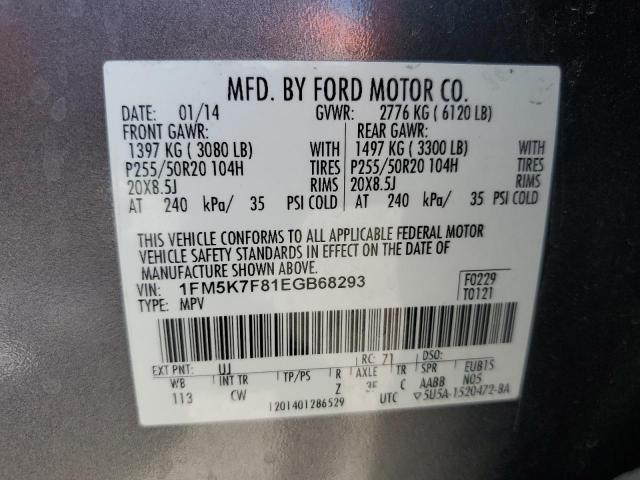 MFD. BY FORD MOTOR CO.
DATE: 01/14 GVWR: 2776 KG ( 6120 LB)
FRONT GAWR: REAR GAWR:
1397 KG ( 3080 LB) WITH 1497 KG ( 3300 LB) WITH
P255/50R20 104H TIRES P255/50R20 104H TIRES
20X8.5J RIMS 20X8.5J RIMS
AT 240 kPa/ 35 PSI COLD AT 240 kPa/ 35 PSI COLD
THIS VEHICLE CONFORMS TO ALL APPLICABLE FEDERAL MOTOR
VEHICLE SAFETY STANDARDS IN EFFECT ON THE DATE OF
MANUFACTURE SHOWN ABOVE.
VIN: 1FM5K7F81EGB68293 F0229
TYPE: MPV T0121
EXT PNT: UJ RC: 71 DSO:
WB INT TR TP/PS R AXLE TR SPR EUB1S
113 CW Z 3E C AABB N05
1201401286529 UTC ▽5U5A-1520472-BA